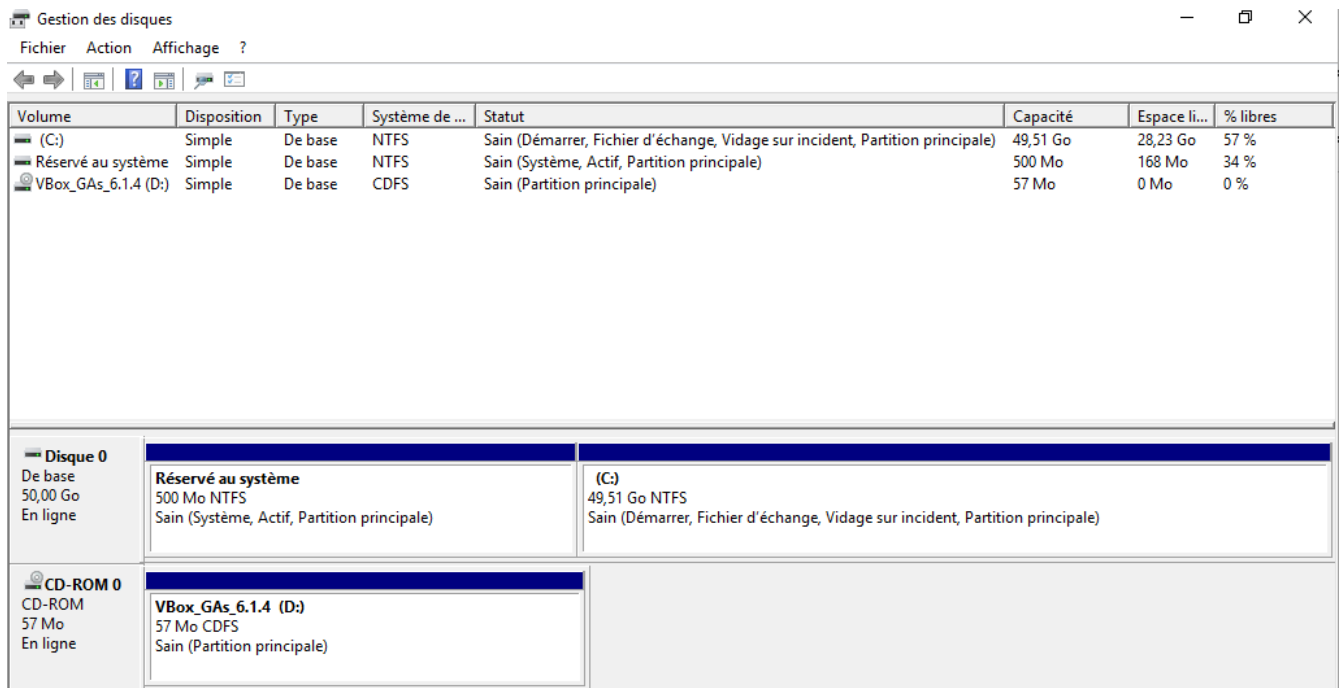 Gestion des disques
Fichier Action Affichage ?
Volume Disposition Type Système de ... Statut Capacité Espace li... % libres
(C:) Simple De base NTFS Sain (Démarrer, Fichier d'échange, Vidage sur incident, Partition principale) 49,51 Go 28,23 Go 57 %
Réservé au système Simple De base NTFS Sain (Système, Actif, Partition principale) 500 Mo 168 Mo 34 %
VBox_GAs_6.1.4 (D:) Simple De base CDFS Sain (Partition principale) 57 Mo 0 Mo 0 %
Disque 0
De base
50,00 Go
En ligne
Réservé au système
500 Mo NTFS
Sain (Système, Actif, Partition principale)
(C:)
49,51 Go NTFS
Sain (Démarrer, Fichier d'échange, Vidage sur incident, Partition principale)
CD-ROM 0
CD-ROM
57 Mo
En ligne
VBox_GAs_6.1.4 (D:)
57 Mo CDFS
Sain (Partition principale)